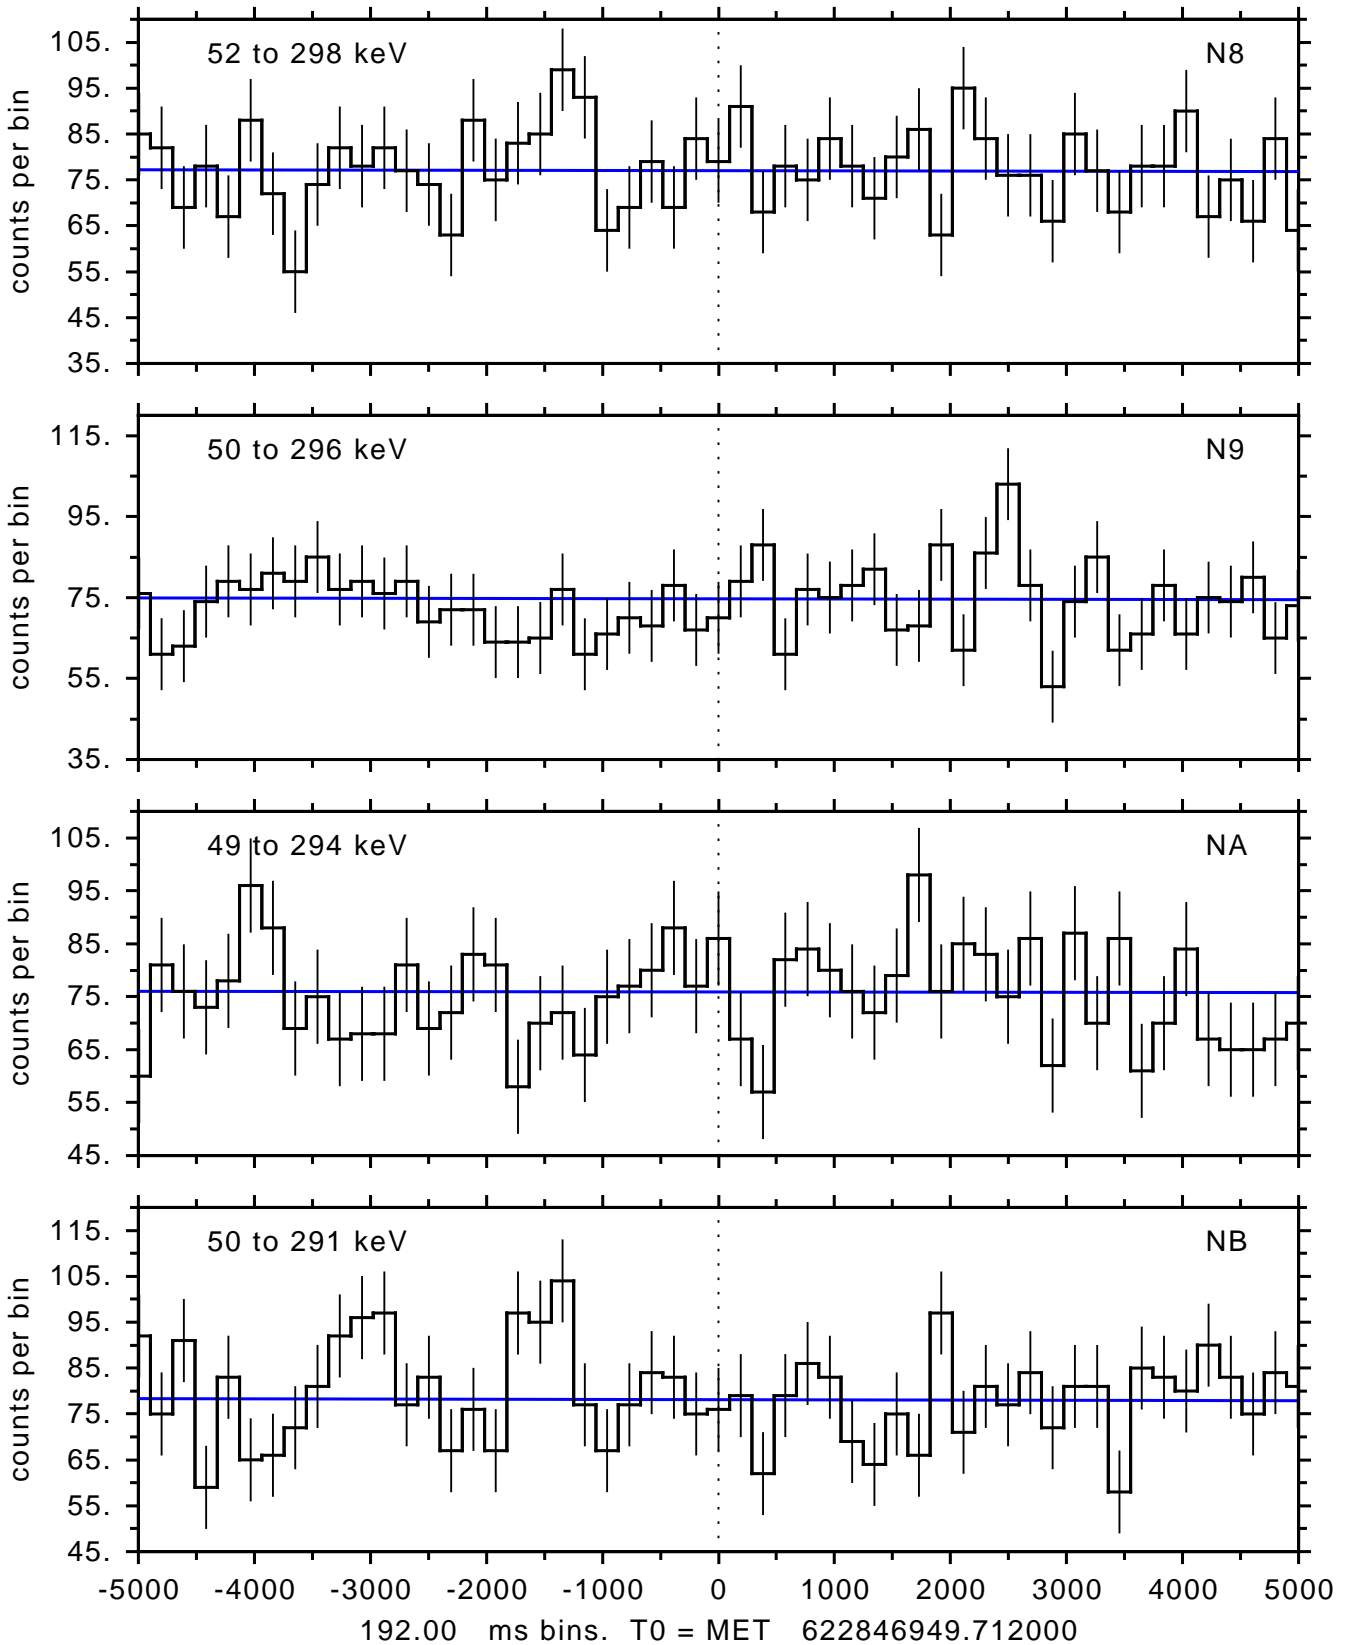 52 to 298 keV N8
105.
95.
85.
75.
65.
55.
45.
35.
counts per bin
50 to 296 keV N9
115.
95.
75.
55.
35.
counts per bin
49 to 294 keV NA
105.
95.
85.
75.
65.
55.
45.
counts per bin
50 to 291 keV NB
115.
105.
95.
85.
75.
65.
55.
45.
counts per bin
-5000 -4000 -3000 -2000 -1000 0 1000 2000 3000 4000 5000
192.00 ms bins. T0 = MET 622846949.712000